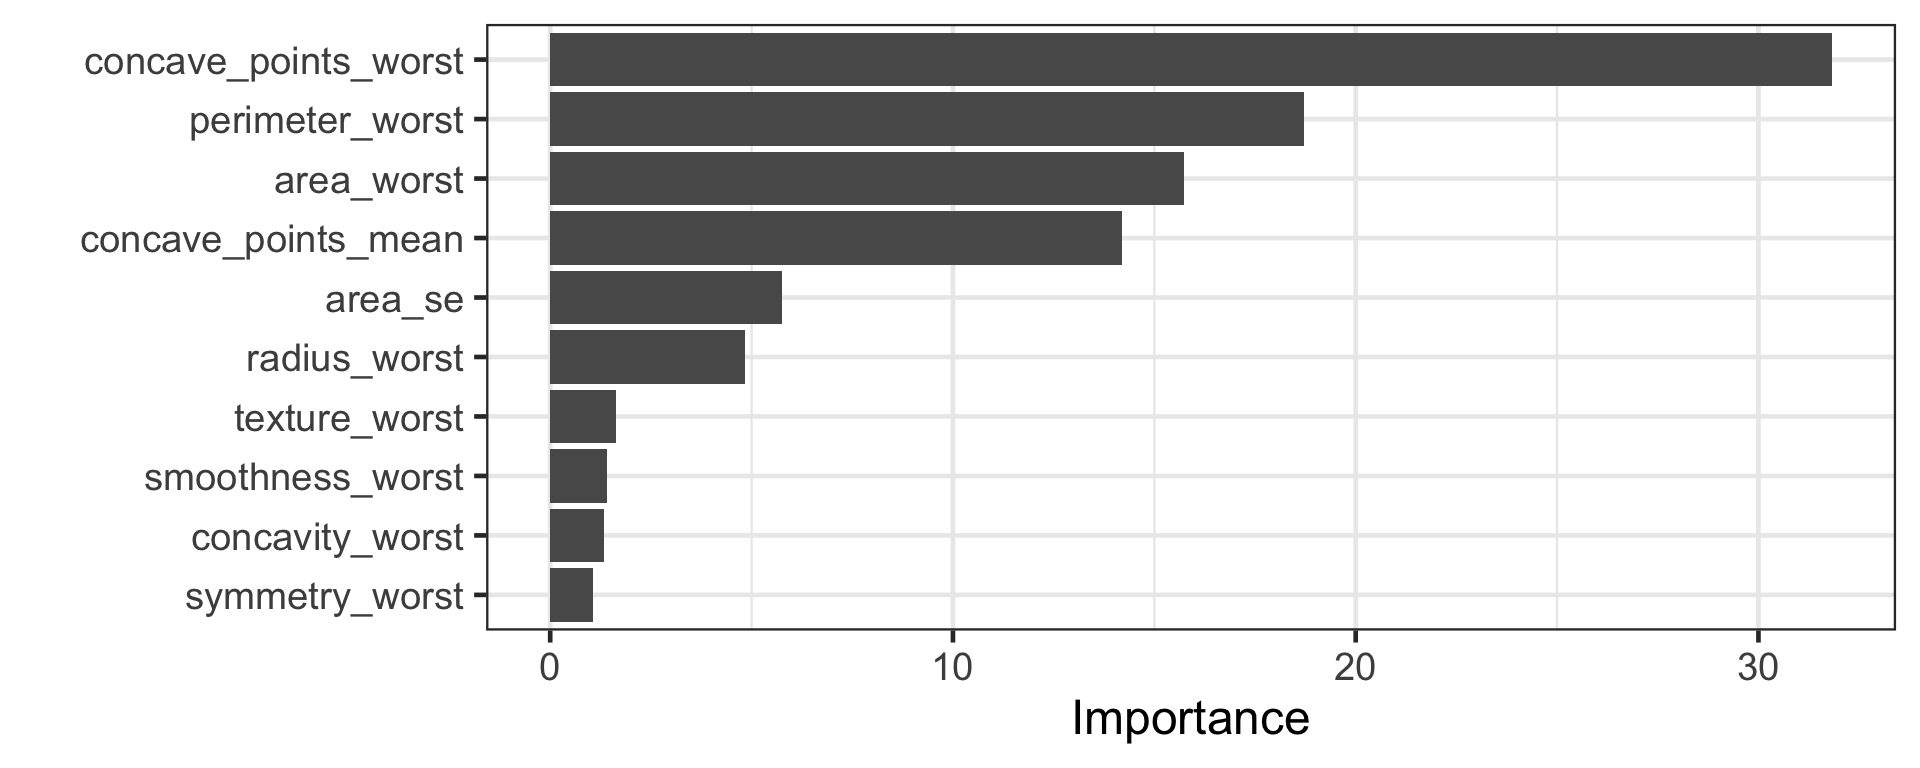 concave_points_worst
perimeter_worst
area_worst
concave_points_mean
area_se
radius_worst
texture_worst
smoothness_worst
concavity_worst
symmetry_worst
0 10 20 30
Importance